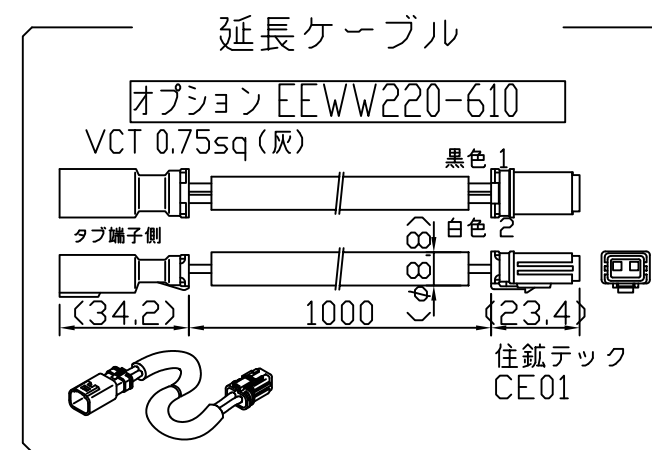 延長ケーブル
オプション EEWW220-610
VCT 0.75sq(灰)
黒色 1
タブ端子側
白色 2
(φ8.8)
(34.2)
1000
(23.4)
住鉱テック
CE01